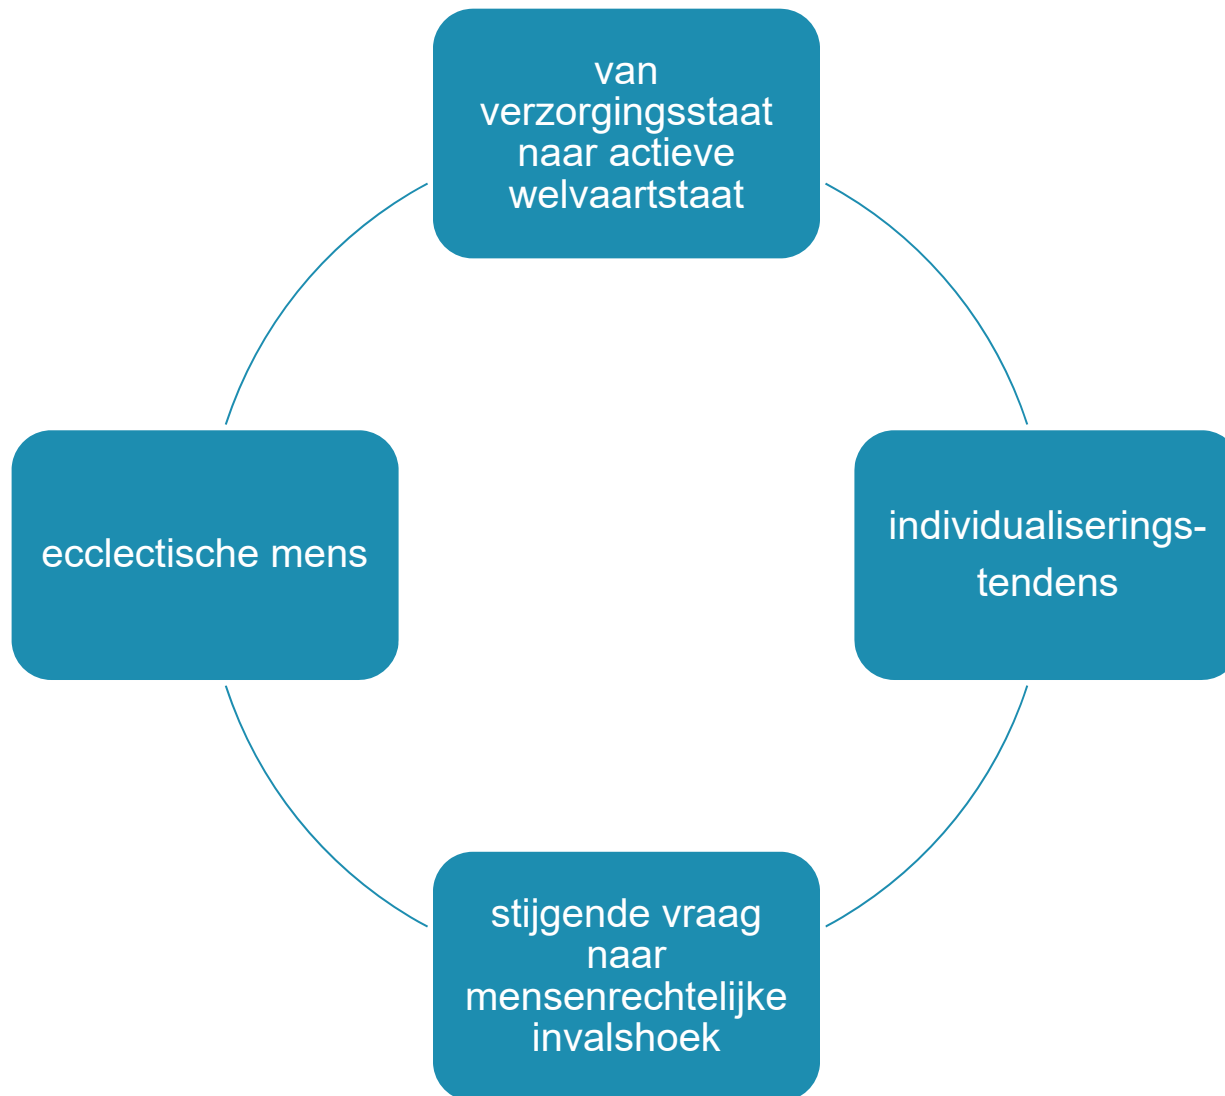 van
verzorgingsstaat
naar actieve
welvaartstaat
ecclectische mens
individualiserings-
tendens
stijgende vraag
naar
mensenrechtelijke
invalshoek